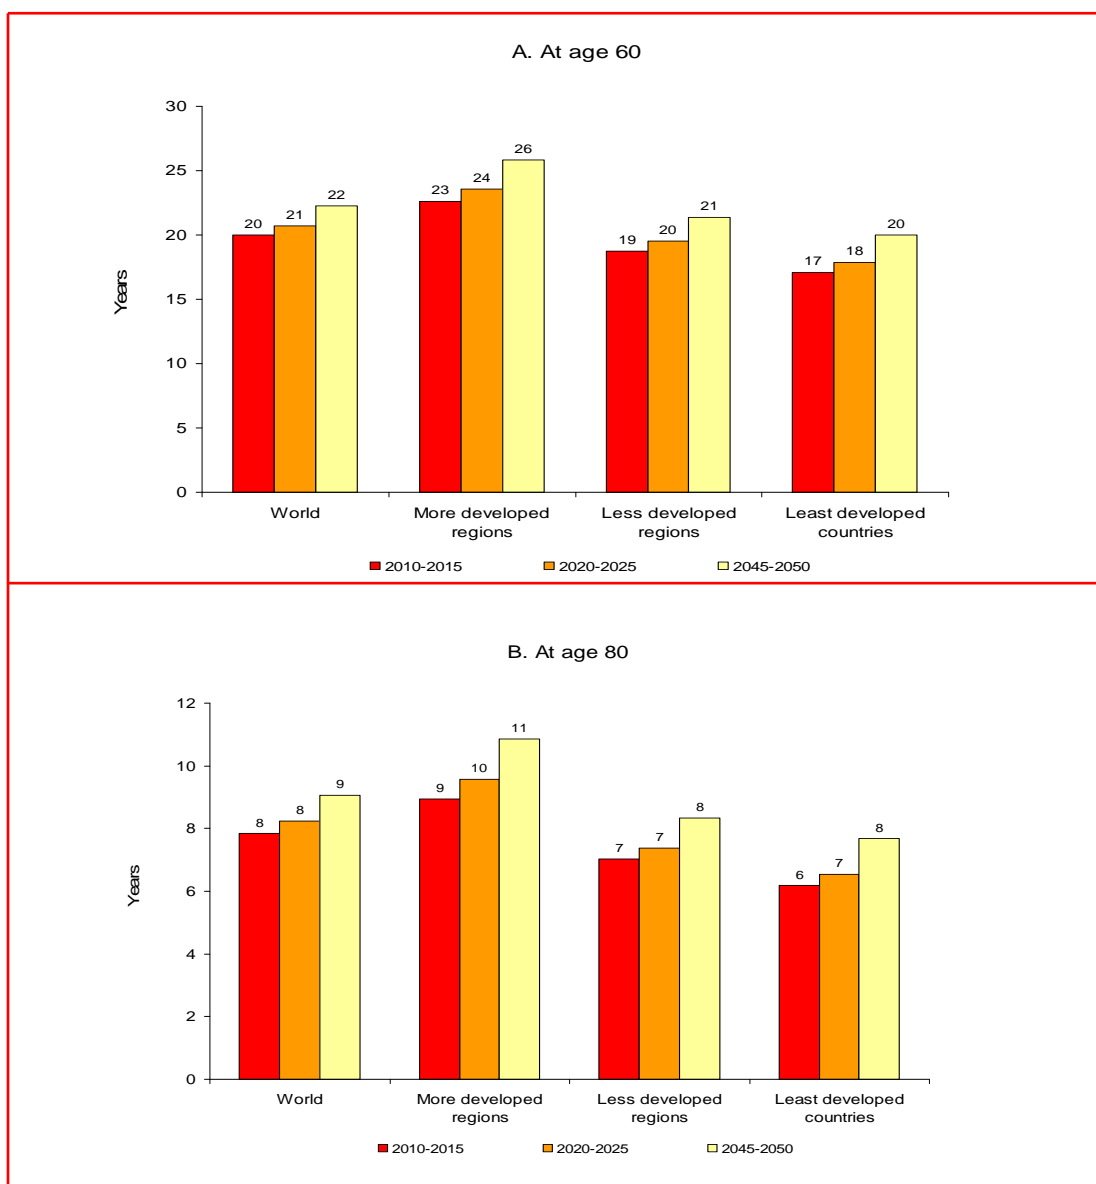 A. At age 60
30
25
20
15
10
5
0
Years
20 21 22
23 24 26
19 20 21
17 18 20
World
More developed
regions
Less developed
regions
Least developed
countries
2010-2015 2020-2025 2045-2050
B. At age 80
12
10
8
6
4
2
0
Years
8 8 9
9 10 11
7 7 8
6 7 8
World
More developed
regions
Less developed
regions
Least developed
countries
2010-2015 2020-2025 2045-2050